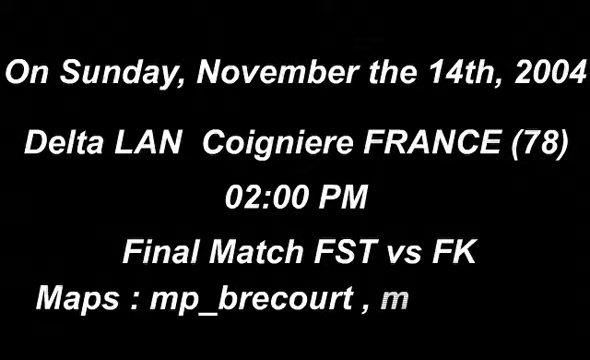 On Sunday, November the 14th, 2004
Delta LAN Coigniere FRANCE (78)
02:00 PM
Final Match FST vs FK
Maps : mp_brecourt , m